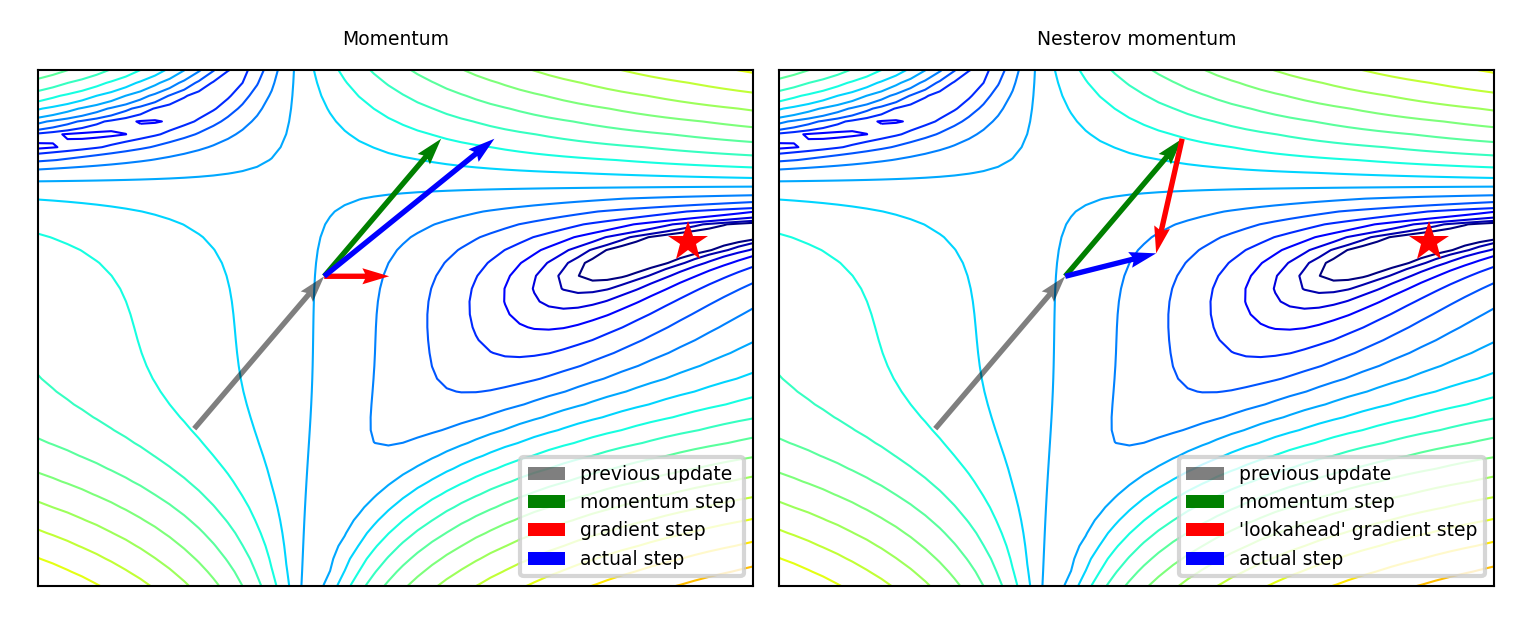 Momentum
previous update
momentum step
gradient step
actual step
Nesterov momentum
previous update
momentum step
'lookahead' gradient step
actual step